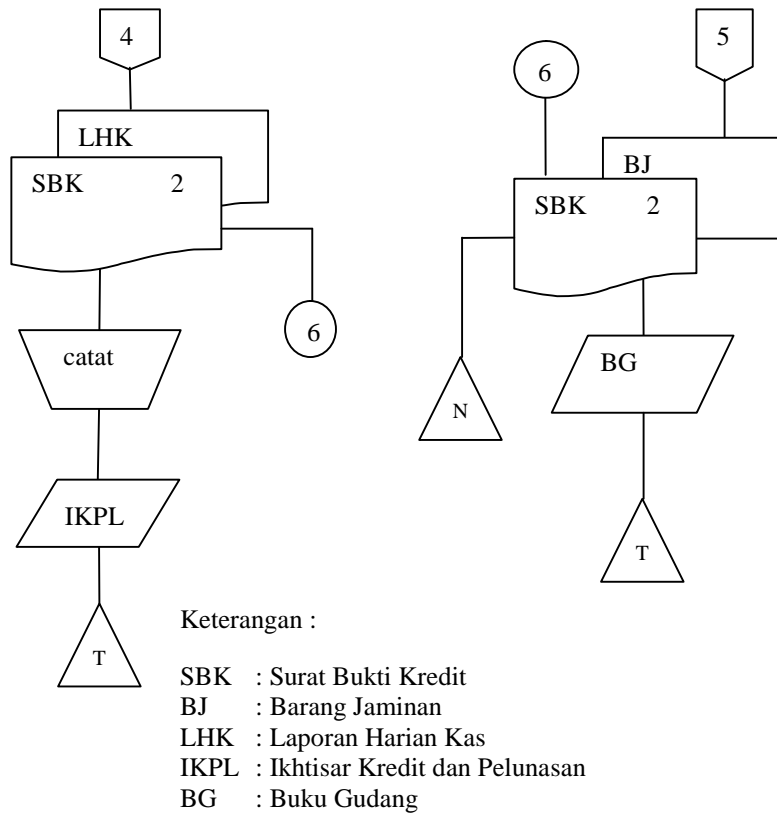 4
LHK
SBK 2
6
catat
IKPL
T
5
6
BJ
SBK 2
BG
N
T
Keterangan :
SBK : Surat Bukti Kredit
BJ : Barang Jaminan
LHK : Laporan Harian Kas
IKPL : Ikhtisar Kredit dan Pelunasan
BG : Buku Gudang